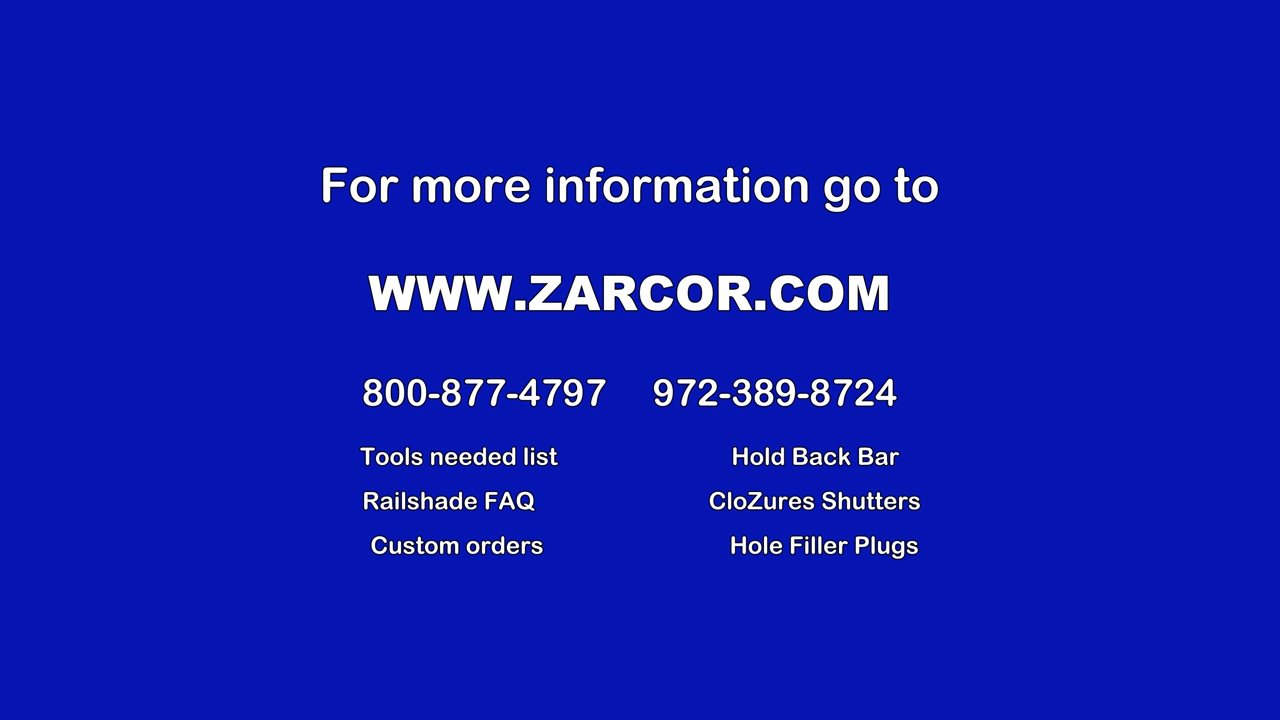 For more information go to
WWW.ZARCOR.COM
800-877-4797 972-389-8724
Tools needed list Hold Back Bar
Railshade FAQ CloZures Shutters
Custom orders Hole Filler Plugs